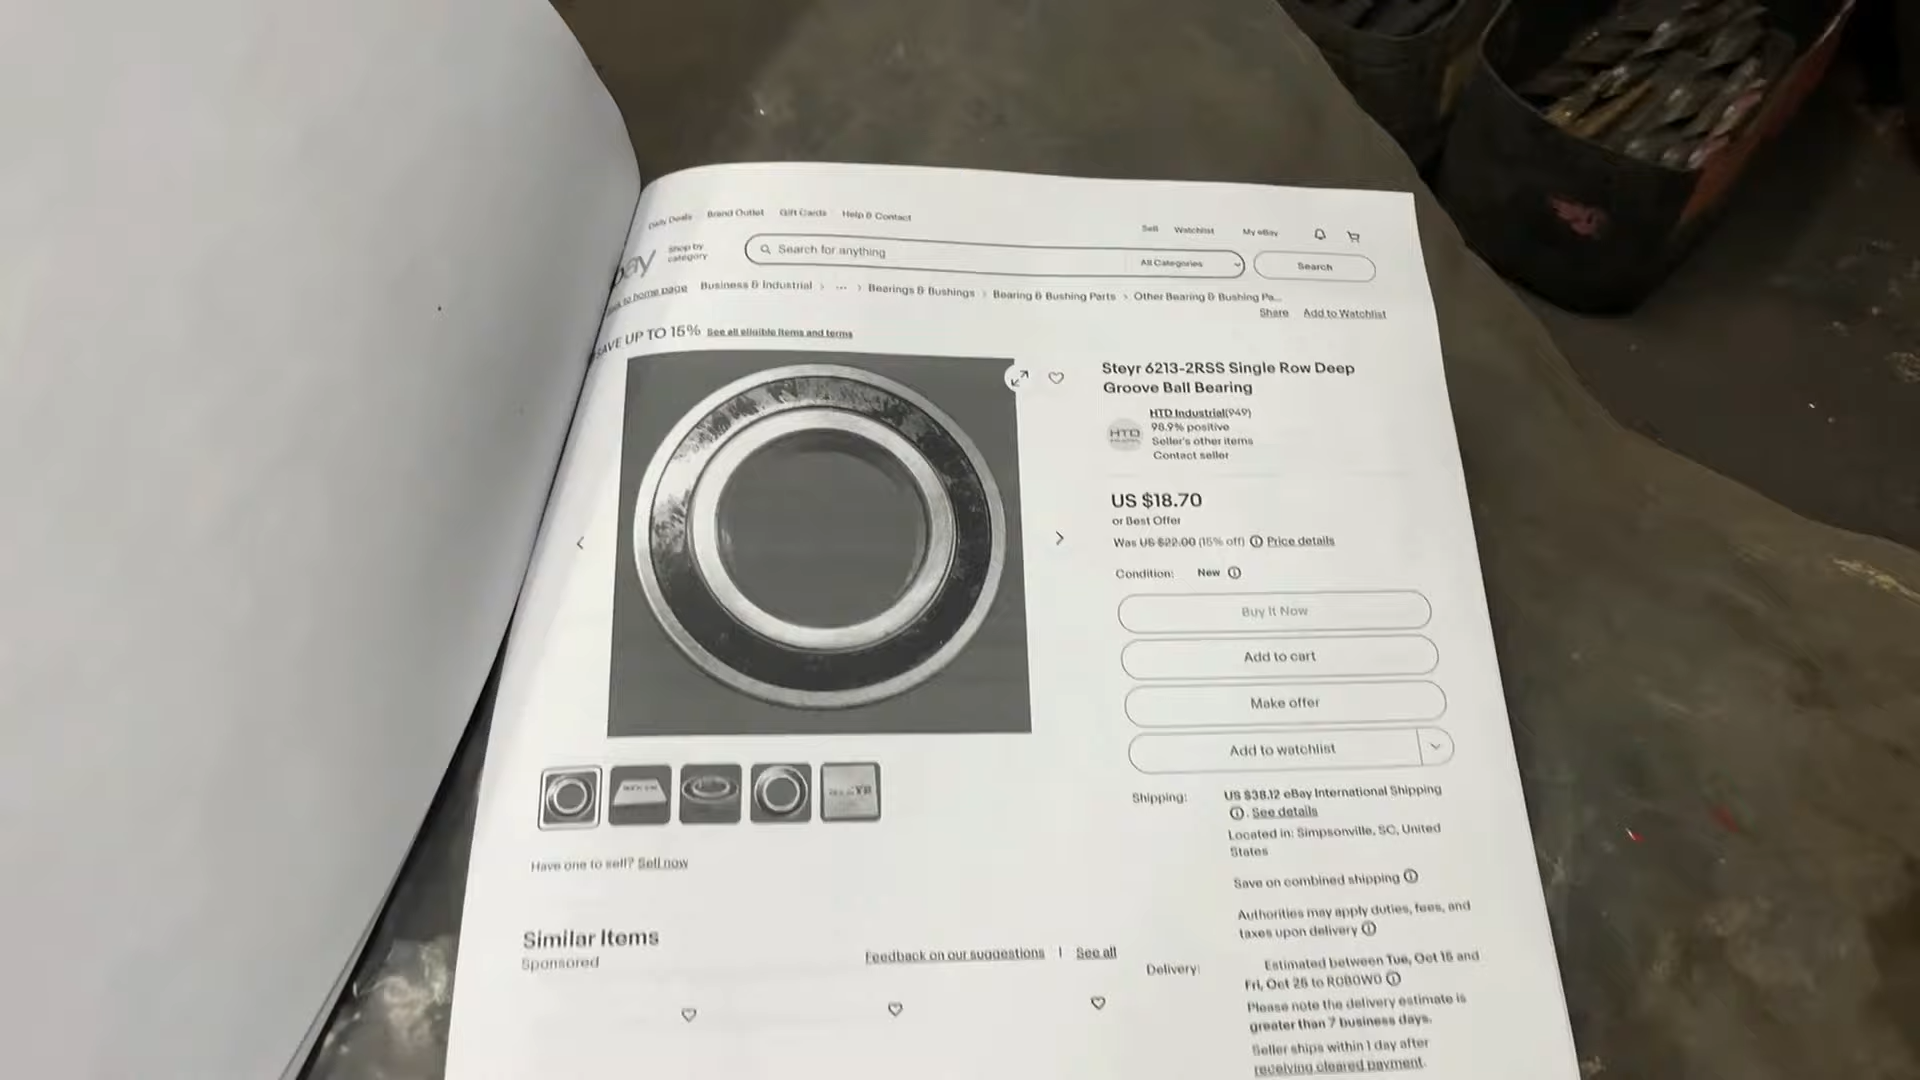 Daily Deals Brand Outlet Gift Cards Help & Contact
Sell Watchlist My eBay
bay
Shop by
category
Search for anything
All Categories
Search
to home page
Business & Industrial > ... > Bearings & Bushings > Bearing & Bushing Parts > Other Bearing & Bushing Pa...
Share Add to Watchlist
SAVE UP TO 15% See all eligible items and terms
Steyr 6213-2RSS Single Row Deep
Groove Ball Bearing
HTD
HTD Industrial(949)
98.9% positive
Seller's other items
Contact seller
US $18.70
or Best Offer
Was US $22.00 (15% off) Price details
Condition: New
Buy It Now
Add to cart
Make offer
Add to watchlist
Shipping: US $38.12 eBay International Shipping
. See details
Located in: Simpsonville, SC, United
States
Save on combined shipping
Authorities may apply duties, fees, and
taxes upon delivery
Delivery: Estimated between Tue, Oct 15 and
Fri, Oct 25 to R0B0W0
Please note the delivery estimate is
greater than 7 business days.
Seller ships within 1 day after
receiving cleared payment.
Have one to sell? Sell now
Similar Items
Sponsored
Feedback on our suggestions | See all